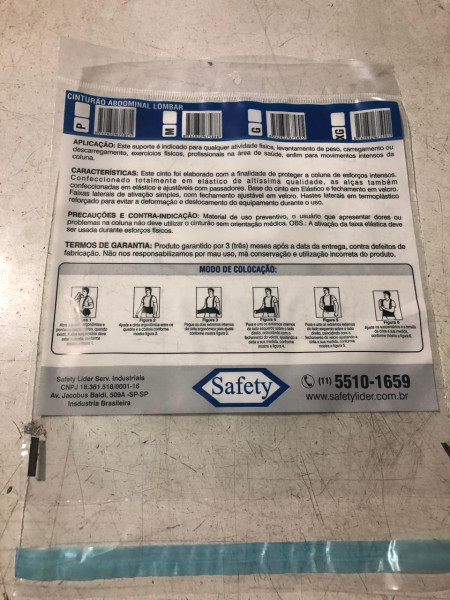 CINTURÃO ABDOMINAL LOMBAR
P M G XG
APLICAÇÃO: Este suporte é indicado para qualquer atividade física, levantamento de paso, carregamento ou
descarregamento, exercícios físicos, profissionais na área de saúde, enfim para movimentos intensos da
coluna.
CARACTERÍSTICAS: Este cinto foi elaborado com a finalidade de proteger a coluna de esforços intensos.
Confeccionado totalmente em elástico de altíssima qualidade, as alças também
confeccionadas em elástico e ajustáveis com passadores. Base do cinto em Elástico e fechamento em velcro.
Faixas laterais de ativação simples, com fechamento ajustável em velcro. Hastes laterais em termoplástico
reforçado para evitar a deformação e deslocamento do equipamento durante o uso.
PRECAUÇÕES E CONTRA-INDICAÇÃO: Material de uso preventivo, o usuário que apresentar dores ou
problemas na coluna não deve utilizar o cinturão sem orientação médica. OBS.: A ativação da faixa elástica deve
ser usada durante esforços físicos.
TERMOS DE GARANTIA: Produto garantido por 3 (três) meses após a data da entrega, contra defeitos de
fabricação. Não nos responsabilizamos por mau uso, má conservação e utilização incorreta do produto.
MODO DE COLOCAÇÃO:
Figura 2
Figura 3
Figura 4
Figura 5
Figura 6
Safety Lider Serv. Industriais
CNPJ 18.361.518/0001-16
Av. Jacobus Baldi, 509A -SP-SP
Insdustria Brasileira
Safety
(11) 5510-1659
www.safetylider.com.br